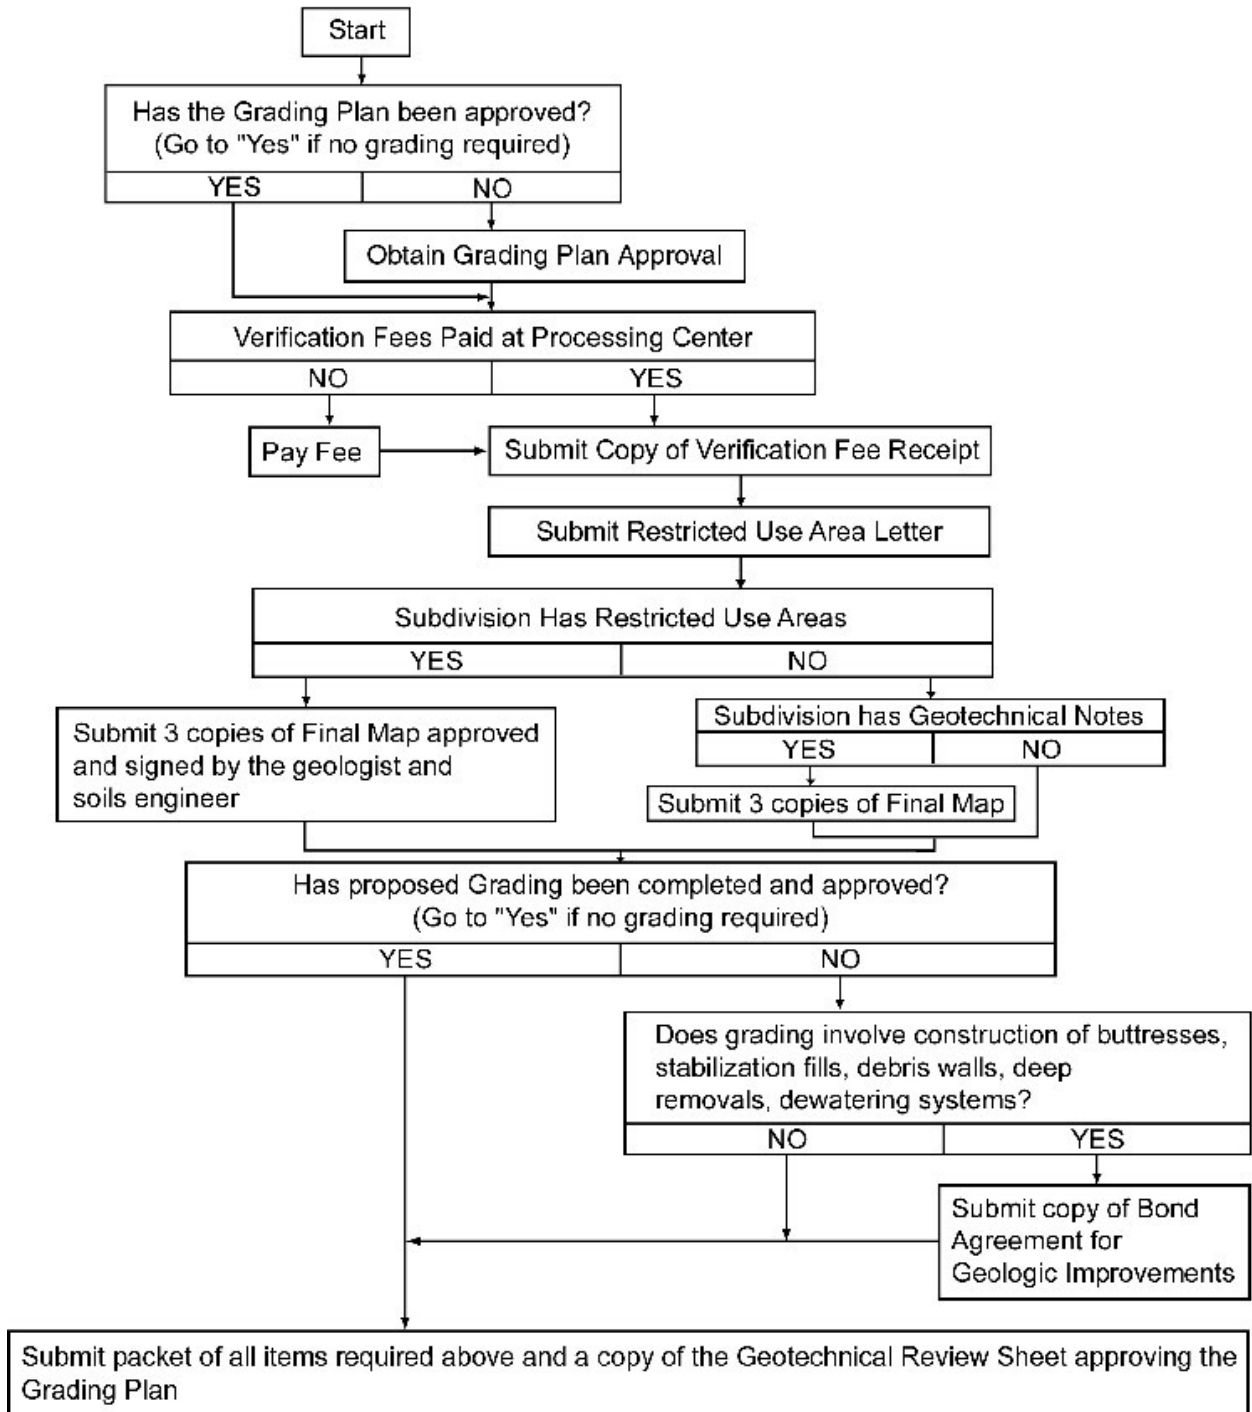 Start
Has the Grading Plan been approved?
(Go to "Yes" if no grading required)
YES
NO
Obtain Grading Plan Approval
Verification Fees Paid at Processing Center
NO
YES
Pay Fee
Submit Copy of Verification Fee Receipt
Submit Restricted Use Area Letter
Subdivision Has Restricted Use Areas
YES
NO
Submit 3 copies of Final Map approved
and signed by the geologist and
soils engineer
Subdivision has Geotechnical Notes
YES
NO
Submit 3 copies of Final Map
Has proposed Grading been completed and approved?
(Go to "Yes" if no grading required)
YES
NO
Does grading involve construction of buttresses,
stabilization fills, debris walls, deep
removals, dewatering systems?
NO
YES
Submit copy of Bond
Agreement for
Geologic Improvements
Submit packet of all items required above and a copy of the Geotechnical Review Sheet approving the
Grading Plan